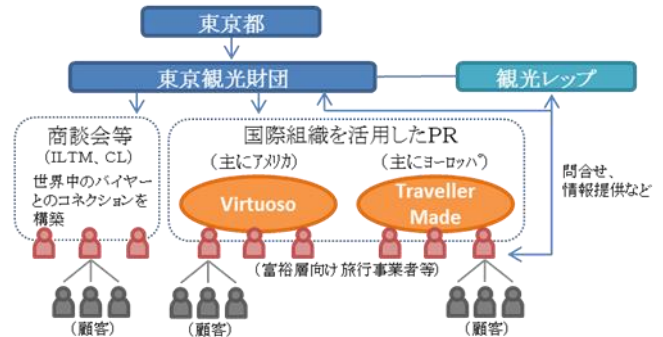 東京都
東京観光財団
観光レップ
商談会等
(ILTM、CL)
世界中のバイヤー
とのコネクションを
構築
国際組織を活用したPR
(主にアメリカ)
(主にヨーロッパ)
Virtuoso
Traveller
Made
問合せ、
情報提供など
(富裕層向け旅行事業者等)
(顧客)
(顧客)
(顧客)